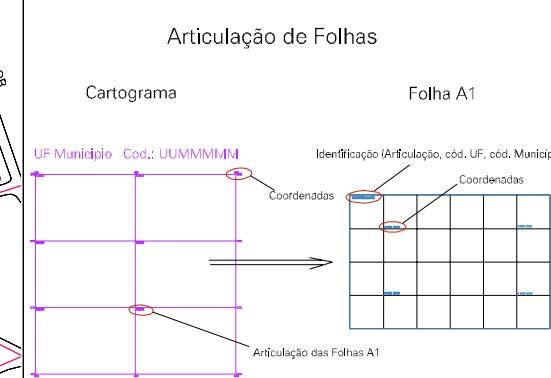 Articulação de Folhas
Cartograma
Folha A1
UF Municipio Cod.: UUMMMMM
Identificação (Articulação, cód. UF, cód. Municíp
Coordenadas
Coordenadas
Articulação das Folhas A1